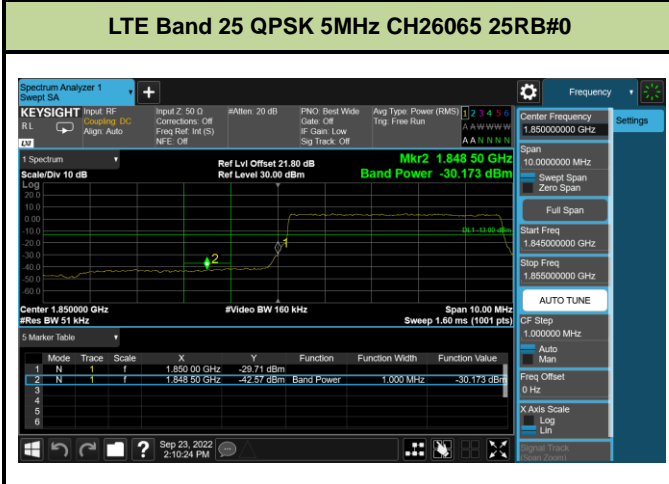 LTE Band 25 QPSK 5MHz CH26065 25RB#0
Spectrum Analyzer 1
Swept SA
+
Frequency
KEYSIGHT Input: RF Input Z: 50 Ω #Atten: 20 dB PNO: Best Wide Avg Type: Power (RMS) 1 2 3 4 5 6
RL Coupling: DC Corrections: Off Gate: Off Trig: Free Run A A W W W W
Align: Auto Freq Ref: Int (S) IF Gain: Low
NFE: Off Sig Track: Off A A N N N N
LXI
1 Spectrum
Scale/Div 10 dB
Ref Lvl Offset 21.80 dB
Ref Level 30.00 dBm
Mkr2 1.848 50 GHz
Band Power -30.173 dBm
Log
20.0
10.0
0.00
-10.0
-20.0
-30.0
-40.0
-50.0
-60.0
DL1 -13.00 dBm
1
2
Center 1.850000 GHz #Video BW 160 kHz Span 10.00 MHz
#Res BW 51 kHz Sweep 1.60 ms (1001 pts)
5 Marker Table
Mode Trace Scale X Y Function Function Width Function Value
1 N 1 f 1.850 00 GHz -29.71 dBm
2 N 1 f 1.848 50 GHz -42.57 dBm Band Power 1.000 MHz -30.173 dBm
3
4
5
6
Sep 23, 2022
2:10:24 PM
?
Center Frequency
1.850000000 GHz
Settings
Span
10.0000000 MHz
Swept Span
Zero Span
Full Span
Start Freq
1.845000000 GHz
Stop Freq
1.855000000 GHz
AUTO TUNE
CF Step
1.000000 MHz
Auto
Man
Freq Offset
0 Hz
X Axis Scale
Log
Lin
Signal Track
(Span Zoom)